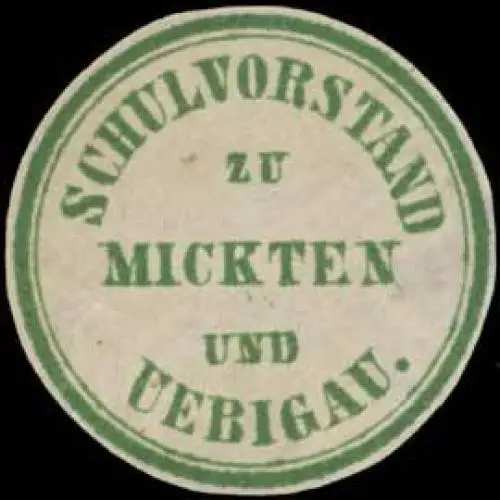 SCHULVORSTAND
ZU
MICKTEN
UND
UEBIGAU.